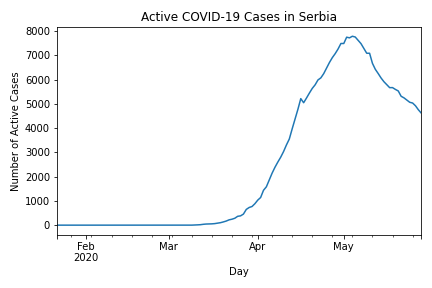 Active COVID-19 Cases in Serbia
Number of Active Cases
8000
7000
6000
5000
4000
3000
2000
1000
0
Feb Mar Apr May
2020
Day